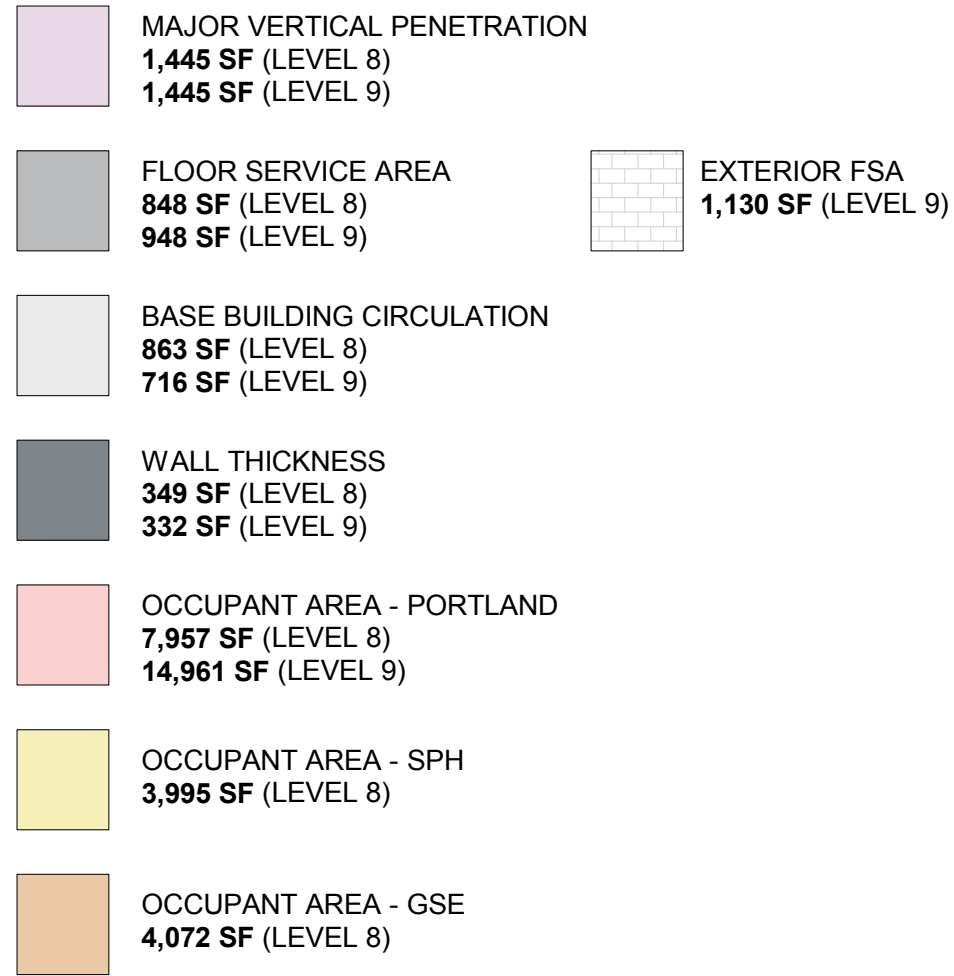 MAJOR VERTICAL PENETRATION
1,445 SF (LEVEL 8)
1,445 SF (LEVEL 9)
FLOOR SERVICE AREA
848 SF (LEVEL 8)
948 SF (LEVEL 9)
EXTERIOR FSA
1,130 SF (LEVEL 9)
BASE BUILDING CIRCULATION
863 SF (LEVEL 8)
716 SF (LEVEL 9)
WALL THICKNESS
349 SF (LEVEL 8)
332 SF (LEVEL 9)
OCCUPANT AREA - PORTLAND
7,957 SF (LEVEL 8)
14,961 SF (LEVEL 9)
OCCUPANT AREA - SPH
3,995 SF (LEVEL 8)
OCCUPANT AREA - GSE
4,072 SF (LEVEL 8)